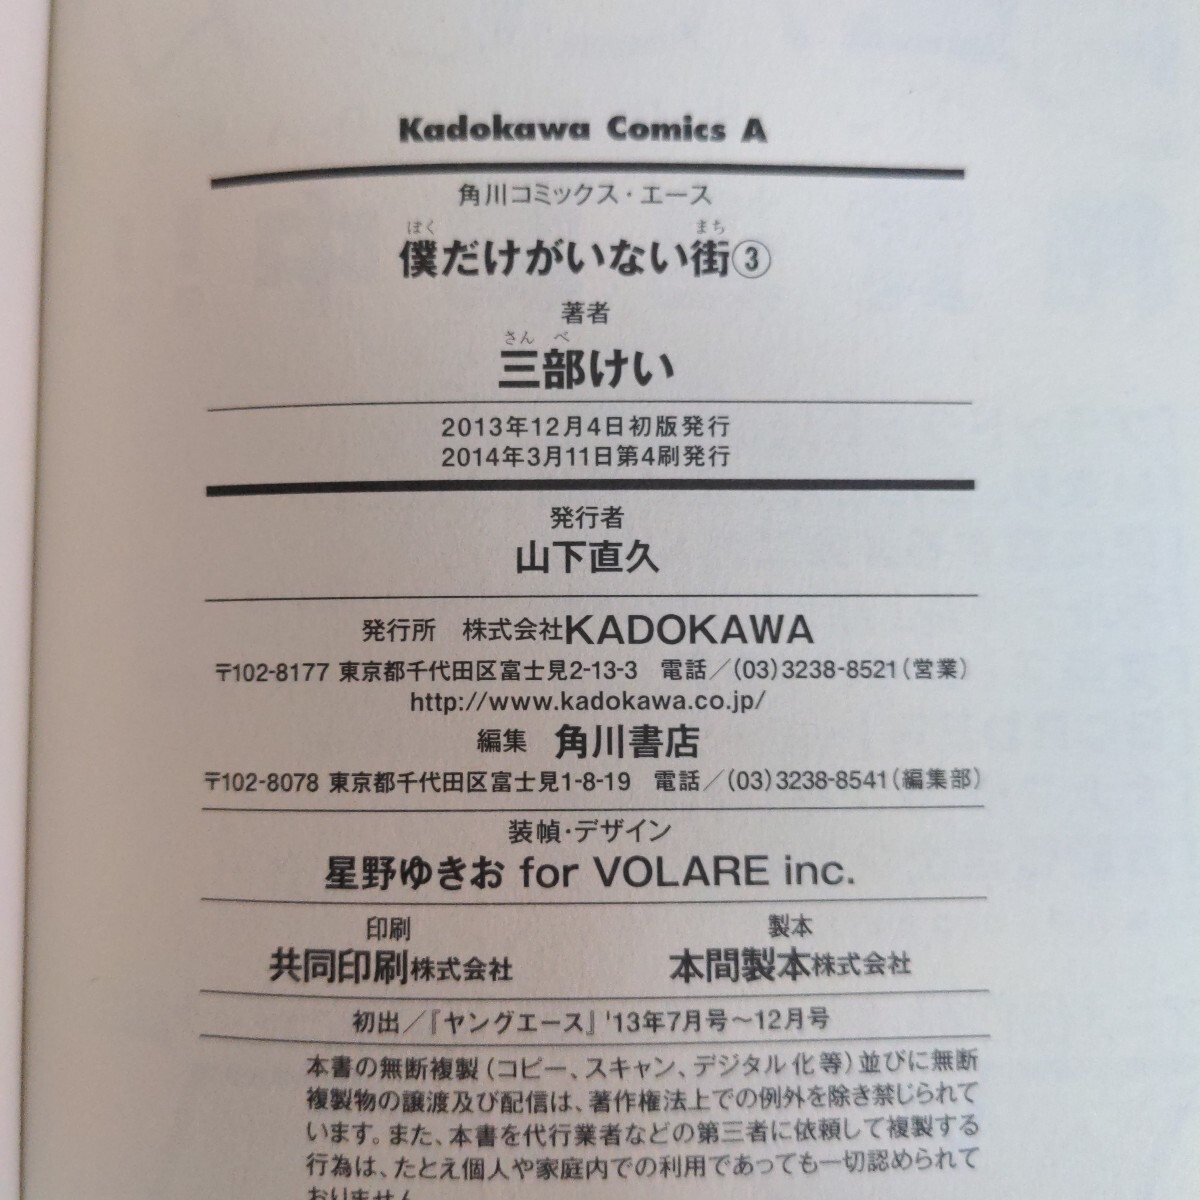 Kadokawa Comics A
角川コミックス・エース
僕だけがいない街③
著者
三部けい
2013年12月4日初版発行
2014年3月11日第4刷発行
発行者
山下直久
発行所　株式会社KADOKAWA
〒102-8177 東京都千代田区富士見2-13-3　電話／(03)3238-8521(営業)
http://www.kadokawa.co.jp/
編集　角川書店
〒102-8078 東京都千代田区富士見1-8-19　電話／(03)3238-8541(編集部)
装幀・デザイン
星野ゆきお for VOLARE inc.
印刷　製本
共同印刷株式会社　本間製本株式会社
初出／『ヤングエース』'13年7月号～12月号
本書の無断複製(コピー、スキャン、デジタル化等)並びに無断
複製物の譲渡及び配信は、著作権法上での例外を除き禁じられて
います。また、本書を代行業者などの第三者に依頼して複製する
行為は、たとえ個人や家庭内での利用であっても一切認められて
おりません